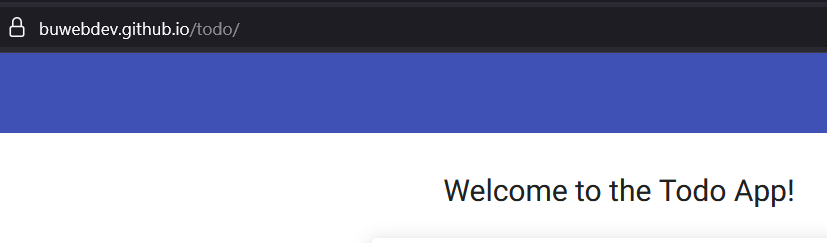 buwebdev.github.io/todo/
Welcome to the Todo App!